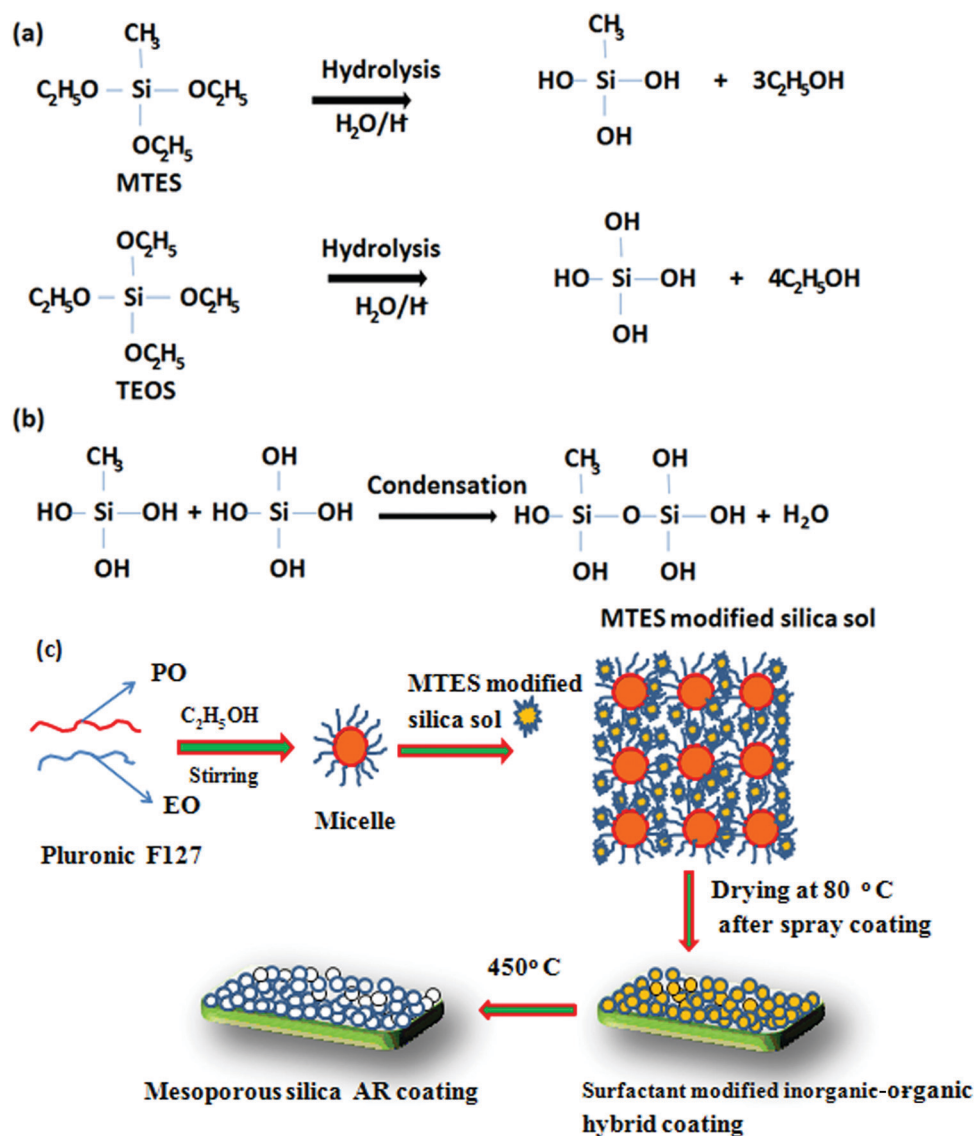 (a)
CH₃
C₂H₅O – Si – OC₂H₅
OC₂H₅
MTES
Hydrolysis
H₂O/H⁺
CH₃
HO – Si – OH + 3C₂H₅OH
OH
OC₂H₅
C₂H₅O – Si – OC₂H₅
OC₂H₅
TEOS
Hydrolysis
H₂O/H⁺
OH
HO – Si – OH + 4C₂H₅OH
OH
(b)
CH₃ OH
HO – Si – OH + HO – Si – OH
OH OH
Condensation
CH₃ OH
HO – Si – O – Si – OH + H₂O
OH OH
MTES modified silica sol
(c)
PO
EO
Pluronic F127
C₂H₅OH
Stirring
Micelle
MTES modified
silica sol
Drying at 80 °C
after spray coating
450° C
Mesoporous silica AR coating
Surfactant modified inorganic-organic
hybrid coating